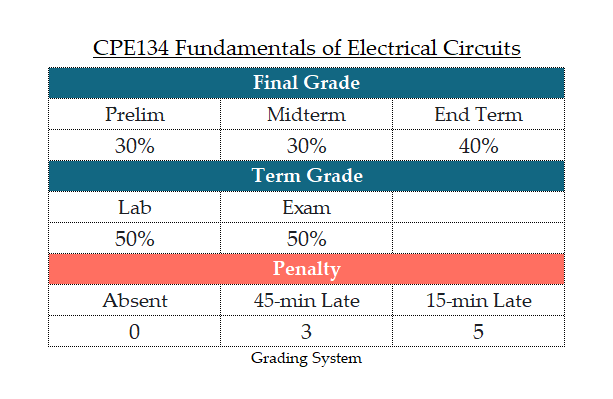 CPE134 Fundamentals of Electrical Circuits
Final Grade
Prelim Midterm End Term
30% 30% 40%
Term Grade
Lab Exam
50% 50%
Penalty
Absent 45-min Late 15-min Late
0 3 5
Grading System